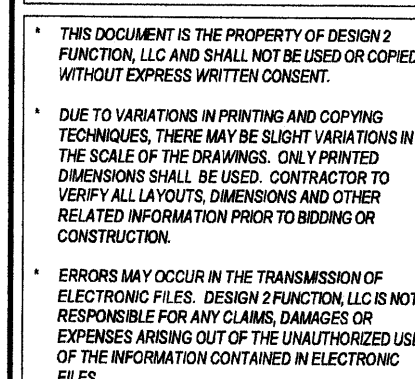 * THIS DOCUMENT IS THE PROPERTY OF DESIGN 2
FUNCTION, LLC AND SHALL NOT BE USED OR COPIED
WITHOUT EXPRESS WRITTEN CONSENT.
* DUE TO VARIATIONS IN PRINTING AND COPYING
TECHNIQUES, THERE MAY BE SLIGHT VARIATIONS IN
THE SCALE OF THE DRAWINGS. ONLY PRINTED
DIMENSIONS SHALL BE USED. CONTRACTOR TO
VERIFY ALL LAYOUTS, DIMENSIONS AND OTHER
RELATED INFORMATION PRIOR TO BIDDING OR
CONSTRUCTION.
* ERRORS MAY OCCUR IN THE TRANSMISSION OF
ELECTRONIC FILES. DESIGN 2 FUNCTION, LLC IS NOT
RESPONSIBLE FOR ANY CLAIMS, DAMAGES OR
EXPENSES ARISING OUT OF THE UNAUTHORIZED USE
OF THE INFORMATION CONTAINED IN ELECTRONIC
FILES